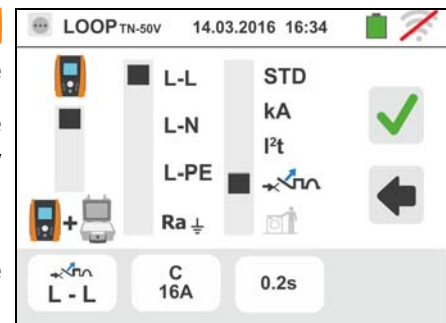 LOOP TN-50V 14.03.2016 16:34
L-L STD
L-N kA
I²t
L-PE
Ra
L - L C 16A 0.2s